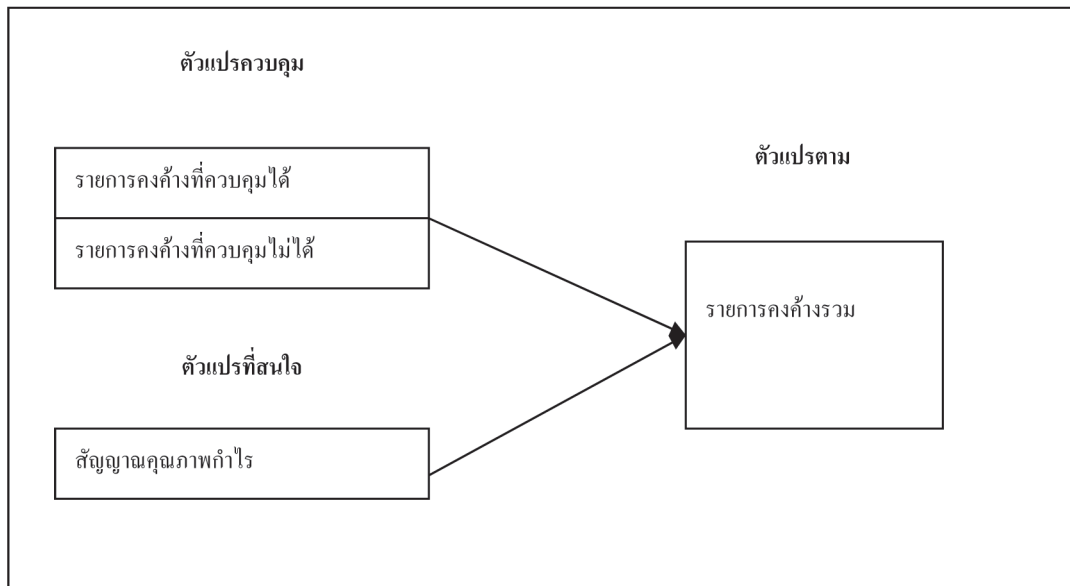 ตัวแปรควบคุม
รายการคงค้างที่ควบคุมได้
รายการคงค้างที่ควบคุมไม่ได้
ตัวแปรตาม
รายการคงค้างรวม
ตัวแปรที่สนใจ
สัญญาณคุณภาพกำไร